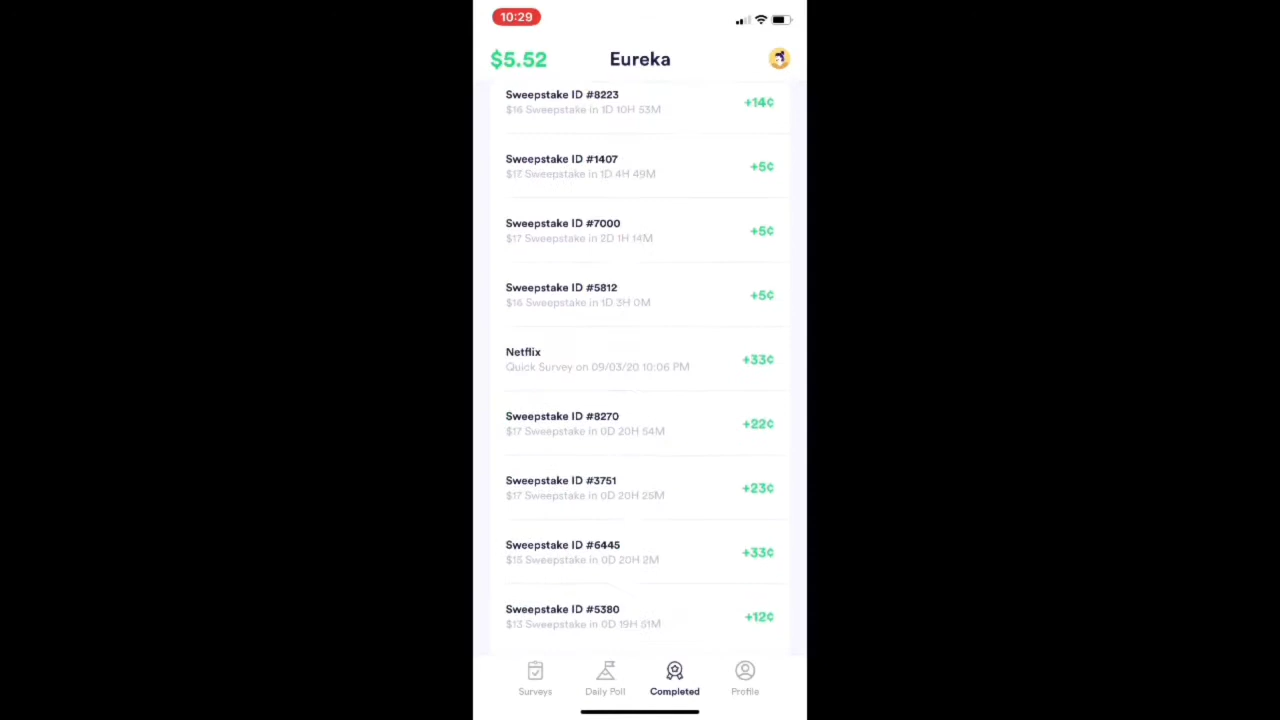 10:29
$5.52
Eureka
Sweepstake ID #8223
$16 Sweepstake in 1D 10H 53M
+14¢
Sweepstake ID #1407
$17 Sweepstake in 1D 4H 49M
+5¢
Sweepstake ID #7000
$17 Sweepstake in 2D 1H 14M
+5¢
Sweepstake ID #5812
$16 Sweepstake in 1D 3H 0M
+5¢
Netflix
Quick Survey on 09/03/20 10:06 PM
+33¢
Sweepstake ID #8270
$17 Sweepstake in 0D 20H 54M
+22¢
Sweepstake ID #3751
$17 Sweepstake in 0D 20H 25M
+23¢
Sweepstake ID #6445
$15 Sweepstake in 0D 20H 2M
+33¢
Sweepstake ID #5380
$13 Sweepstake in 0D 19H 51M
+12¢
Surveys
Daily Poll
Completed
Profile